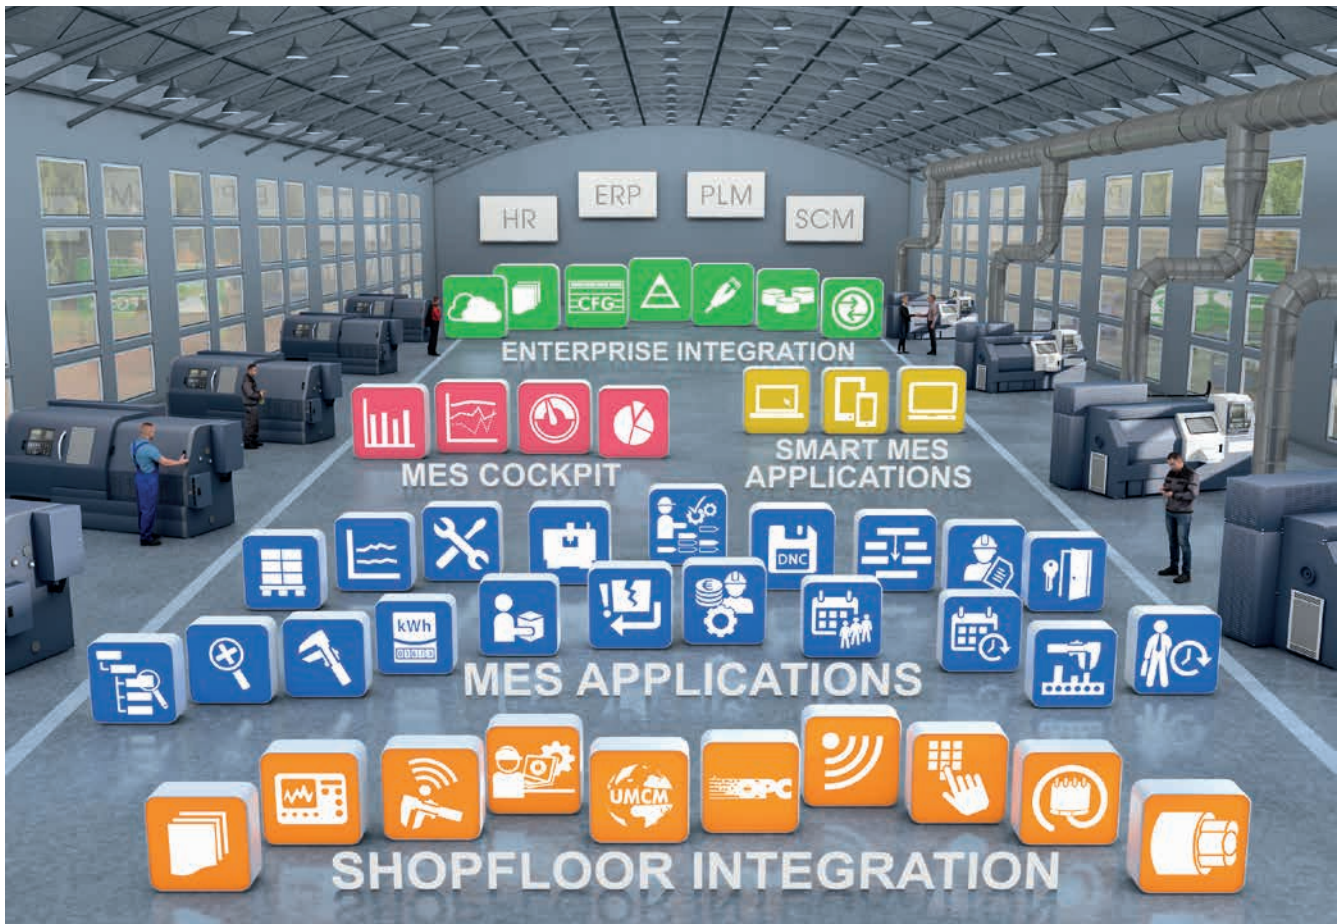 ERP
PLM
HR
SCM
CFG
ENTERPRISE INTEGRATION
MES COCKPIT
SMART MES
APPLICATIONS
DNC
kWh
MES APPLICATIONS
UMCM
OPC
SHOPFLOOR INTEGRATION